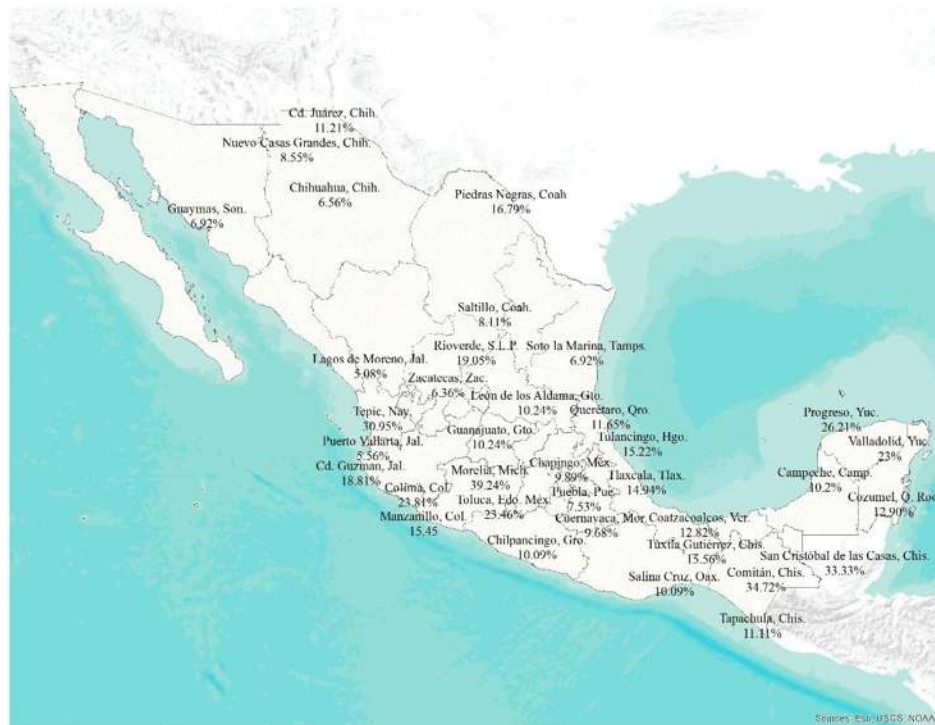 Cd. Juárez, Chih.
11.21%
Nuevo Casas Grandes, Chih.
8.55%
Chihuahua, Chih.
6.56%
Piedras Negras, Coah
16.79%
Guaymas, Son.
6.92%
Saltillo, Coah.
8.11%
Rioverde, S.L.P.
19.05%
Soto la Marina, Tamps.
6.92%
Lagos de Moreno, Jal.
5.08%
Zacatecas, Zac.
6.36%
León de los Aldama, Gto.
10.24%
Querétaro, Qro.
11.65%
Tepic, Nay.
30.95%
Guanajuato, Gto.
10.24%
Tulancingo, Hgo.
15.22%
Progreso, Yuc.
26.21%
Valladolid, Yuc.
23%
Puerto Vallarta, Jal.
5.56%
Cd. Guzman, Jal.
18.81%
Morelia, Mich.
39.24%
Chapingo, Méx.
9.89%
Tlaxcala, Tlax.
14.94%
Campeche, Camp.
10.2%
Cozumel, Q. Roo
12.90%
Colima, Col.
23.81%
Toluca, Edo. Méx.
23.46%
Puebla, Pue.
7.53%
Manzanillo, Col.
15.45
Cuernavaca, Mor.
9.68%
Coatzacoalcos, Ver.
12.82%
Chilpancingo, Gro.
10.09%
Tuxtla Gutiérrez, Chis.
15.56%
San Cristóbal de las Casas, Chis.
33.33%
Salina Cruz, Oax.
10.09%
Comitán, Chis.
34.72%
Tapachula, Chis.
11.11%
Sources: Esri, USGS, NOAA